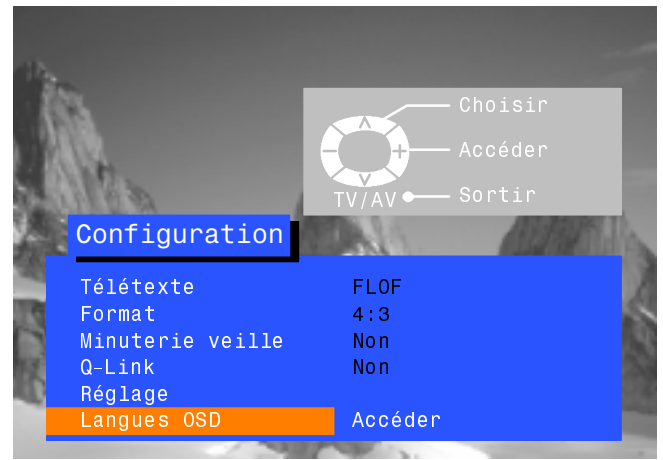 Choisir
Accéder
TV/AV Sortir
Configuration
Télétexte FLOF
Format 4:3
Minuterie veille Non
Q-Link Non
Réglage
Langues OSD Accéder